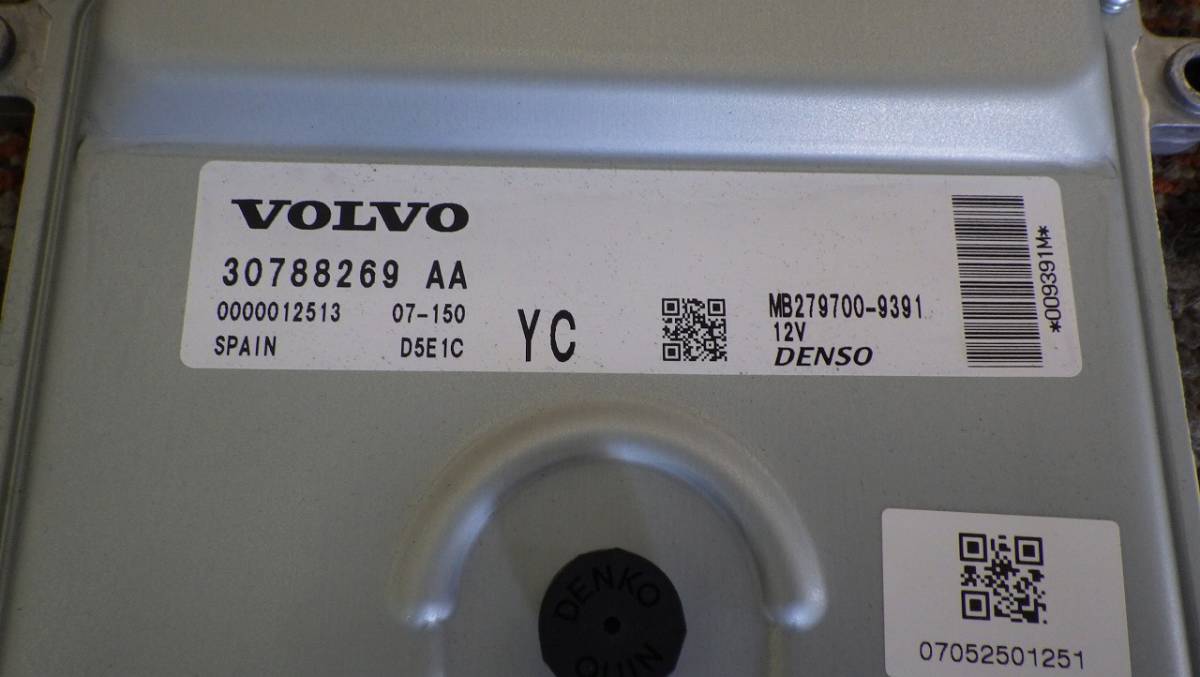 VOLVO
30788269 AA
0000012513 07-150
SPAIN D5E1C
YC
MB279700-9391
12V
DENSO
*009391M*
DENKO
07052501251